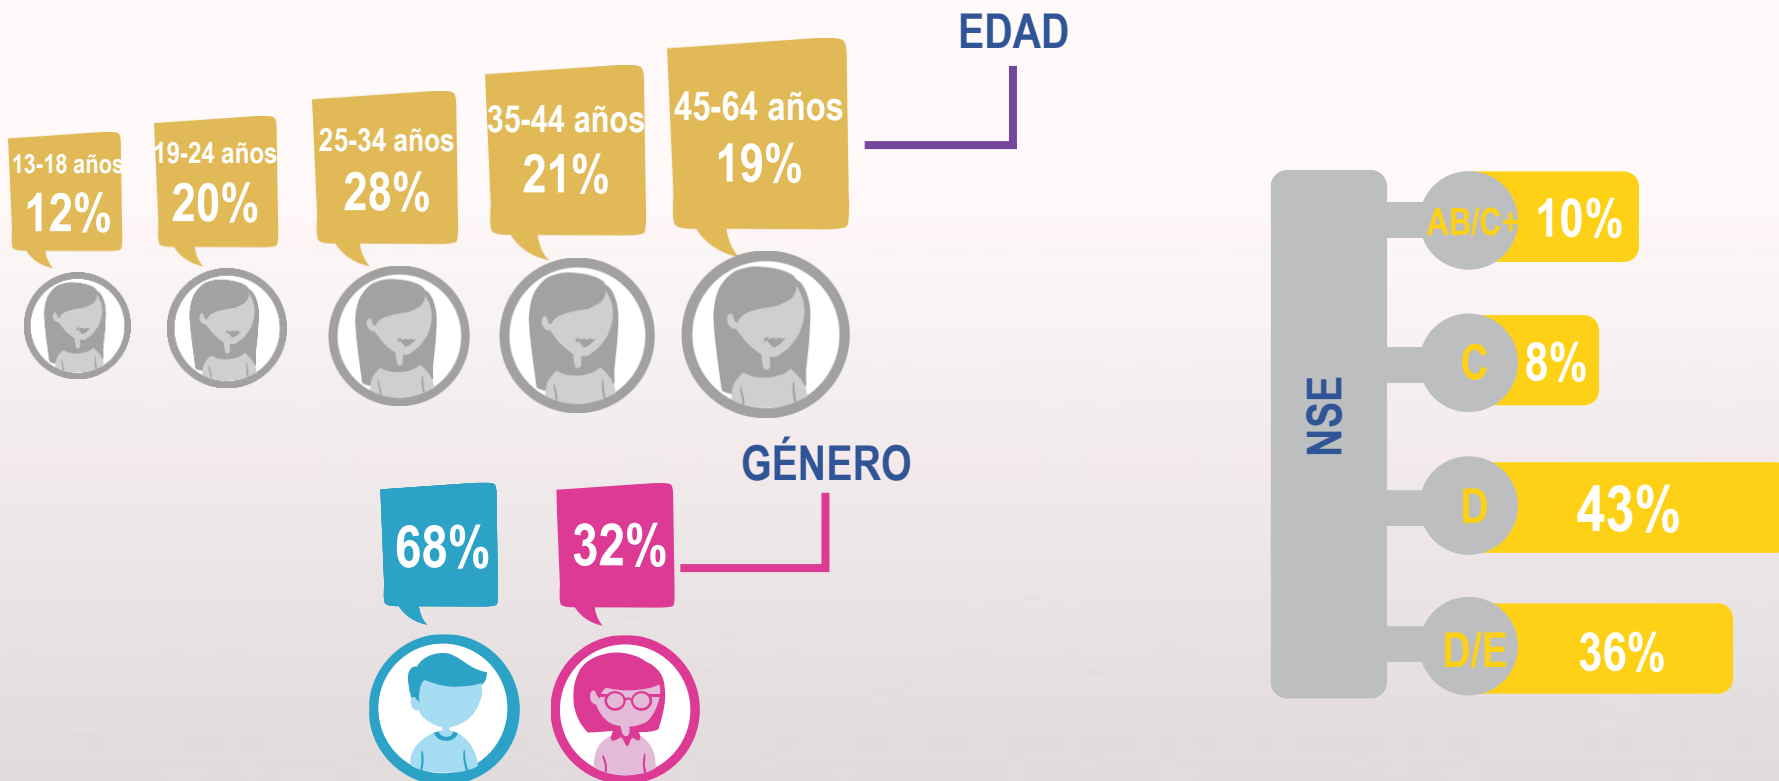 EDAD
13-18 años
12%
19-24 años
20%
25-34 años
28%
35-44 años
21%
45-64 años
19%
GÉNERO
68%
32%
NSE
AB/C+
10%
C
8%
D
43%
D/E
36%